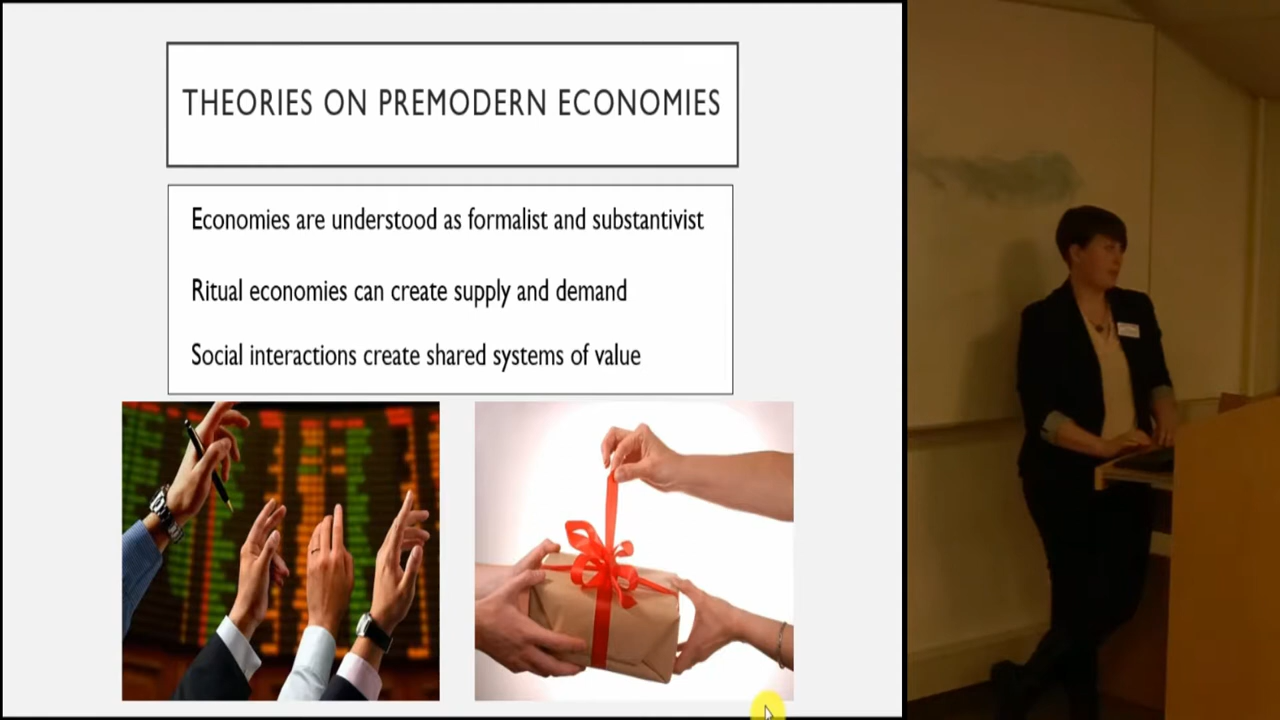 THEORIES ON PREMODERN ECONOMIES
Economies are understood as formalist and substantivist
Ritual economies can create supply and demand
Social interactions create shared systems of value